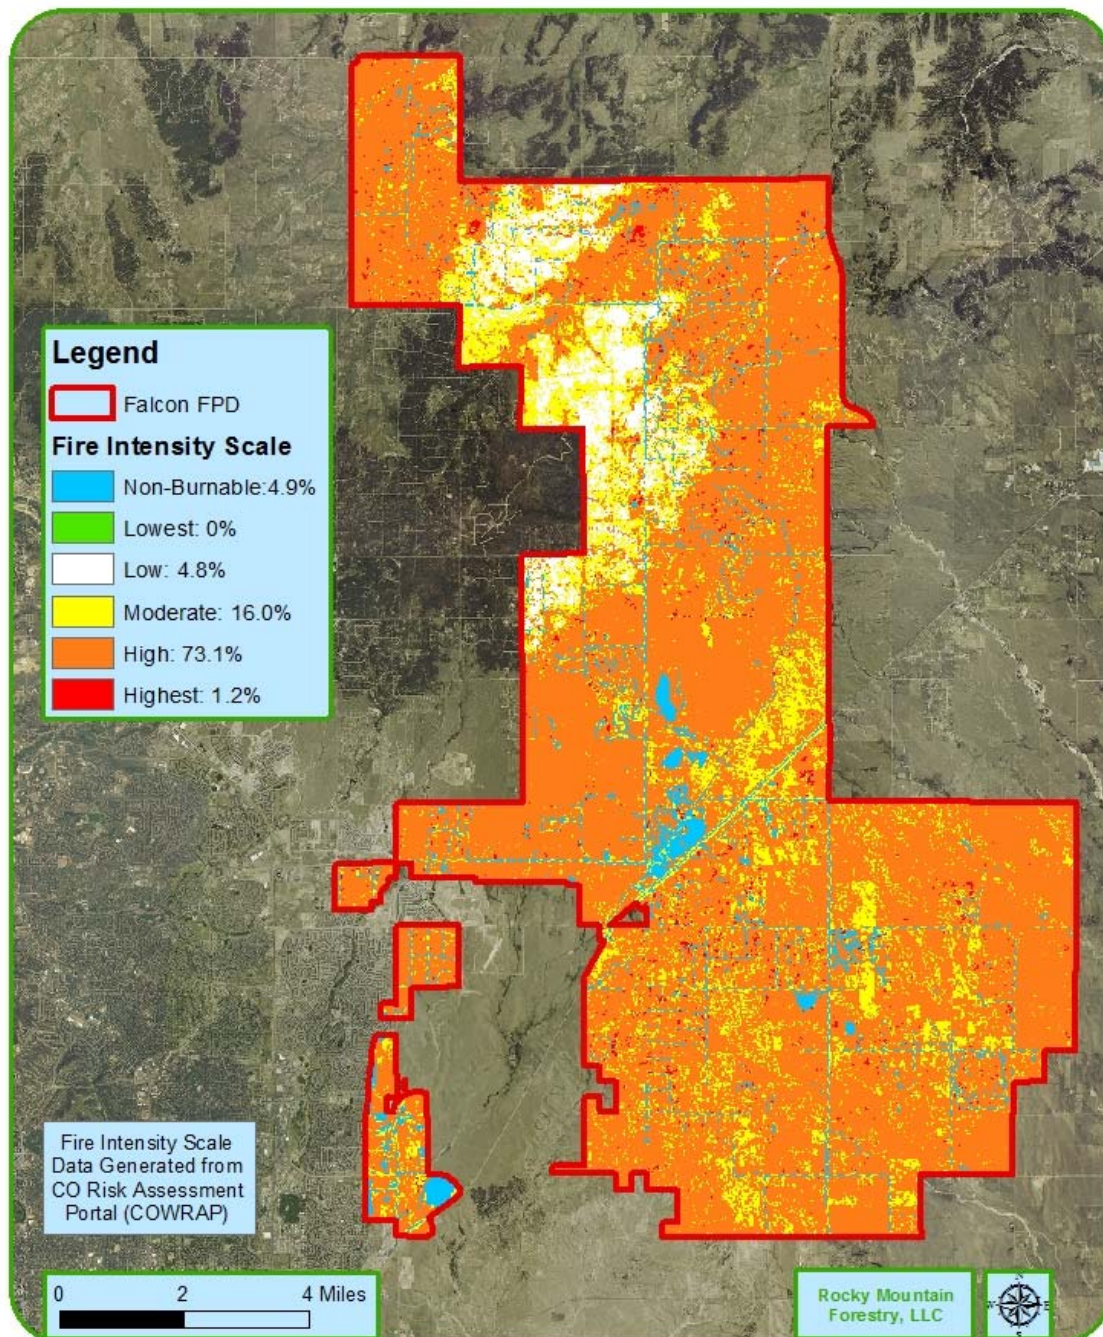 Legend
Falcon FPD
Fire Intensity Scale
Non-Burnable:4.9%
Lowest: 0%
Low: 4.8%
Moderate: 16.0%
High: 73.1%
Highest: 1.2%
Fire Intensity Scale
Data Generated from
CO Risk Assessment
Portal (COWRAP)
0 2 4 Miles
Rocky Mountain
Forestry, LLC
N
W E
S